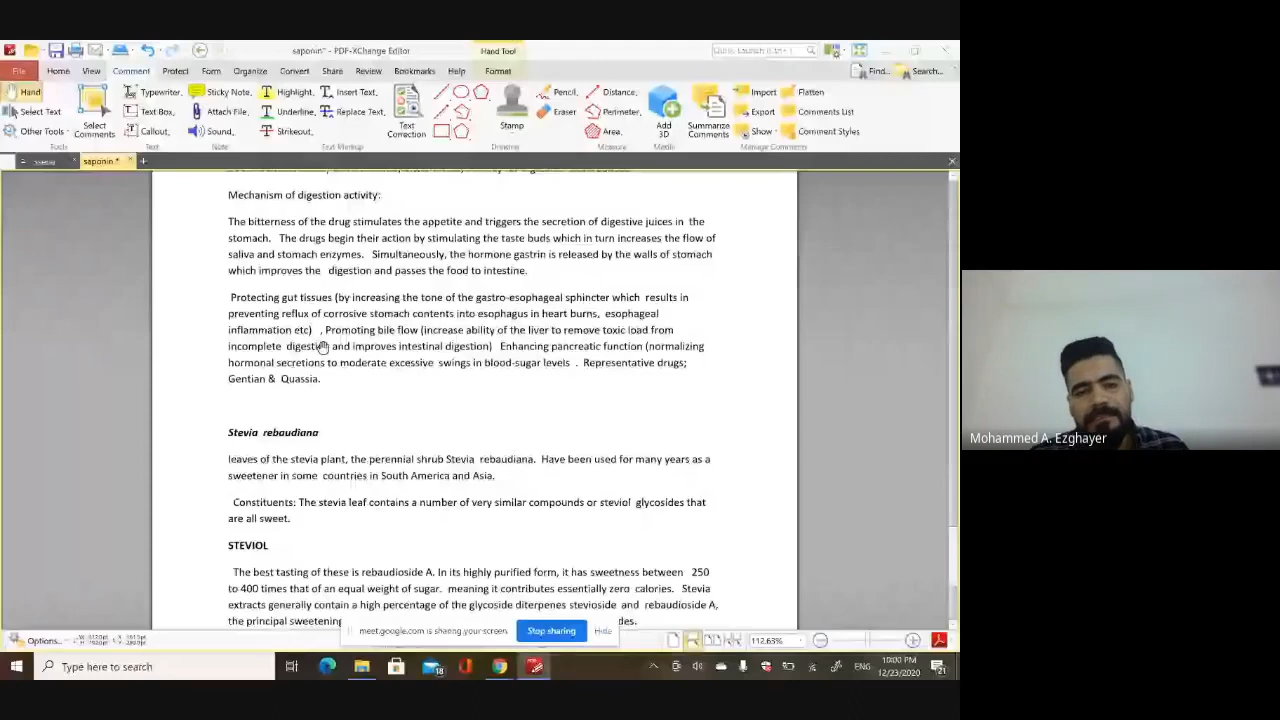 saponin* - PDF-XChange Editor
Hand Tool
File Home View Comment Protect Form Organize Convert Share Review Bookmarks Help Format Find... Search...
Hand Typewriter Sticky Note Highlight Insert Text Pencil Distance Import Flatten
Select Text Text Box Attach File Underline Replace Text Eraser Perimeter Export Comments List
Other Tools Callout Sound Strikeout Area Show Comment Styles
Select Comments
Text Correction
Stamp
Add 3D
Summarize Comments
Tools Text Note Text Markup Drawing Measure Manage Comments
saponin *
Mechanism of digestion activity:
The bitterness of the drug stimulates the appetite and triggers the secretion of digestive juices in the
stomach. The drugs begin their action by stimulating the taste buds which in turn increases the flow of
saliva and stomach enzymes. Simultaneously, the hormone gastrin is released by the walls of stomach
which improves the digestion and passes the food to intestine.
Protecting gut tissues (by increasing the tone of the gastro-esophageal sphincter which results in
preventing reflux of corrosive stomach contents into esophagus in heart burns, esophageal
inflammation etc) , Promoting bile flow (increase ability of the liver to remove toxic load from
incomplete digestion and improves intestinal digestion) Enhancing pancreatic function (normalizing
hormonal secretions to moderate excessive swings in blood-sugar levels . Representative drugs;
Gentian & Quassia.
Stevia rebaudiana
leaves of the stevia plant, the perennial shrub Stevia rebaudiana. Have been used for many years as a
sweetener in some countries in South America and Asia.
Constituents: The stevia leaf contains a number of very similar compounds or steviol glycosides that
are all sweet.
STEVIOL
The best tasting of these is rebaudioside A. In its highly purified form, it has sweetness between 250
to 400 times that of an equal weight of sugar. meaning it contributes essentially zero calories. Stevia
extracts generally contain a high percentage of the glycoside diterpenes stevioside and rebaudioside A,
the principal sweetening
meet.google.com is sharing your screen. Stop sharing Hide
Options...
112.63%
Type here to search
18
ENG
10:00 PM
12/23/2020
21
Mohammed A. Ezghayer